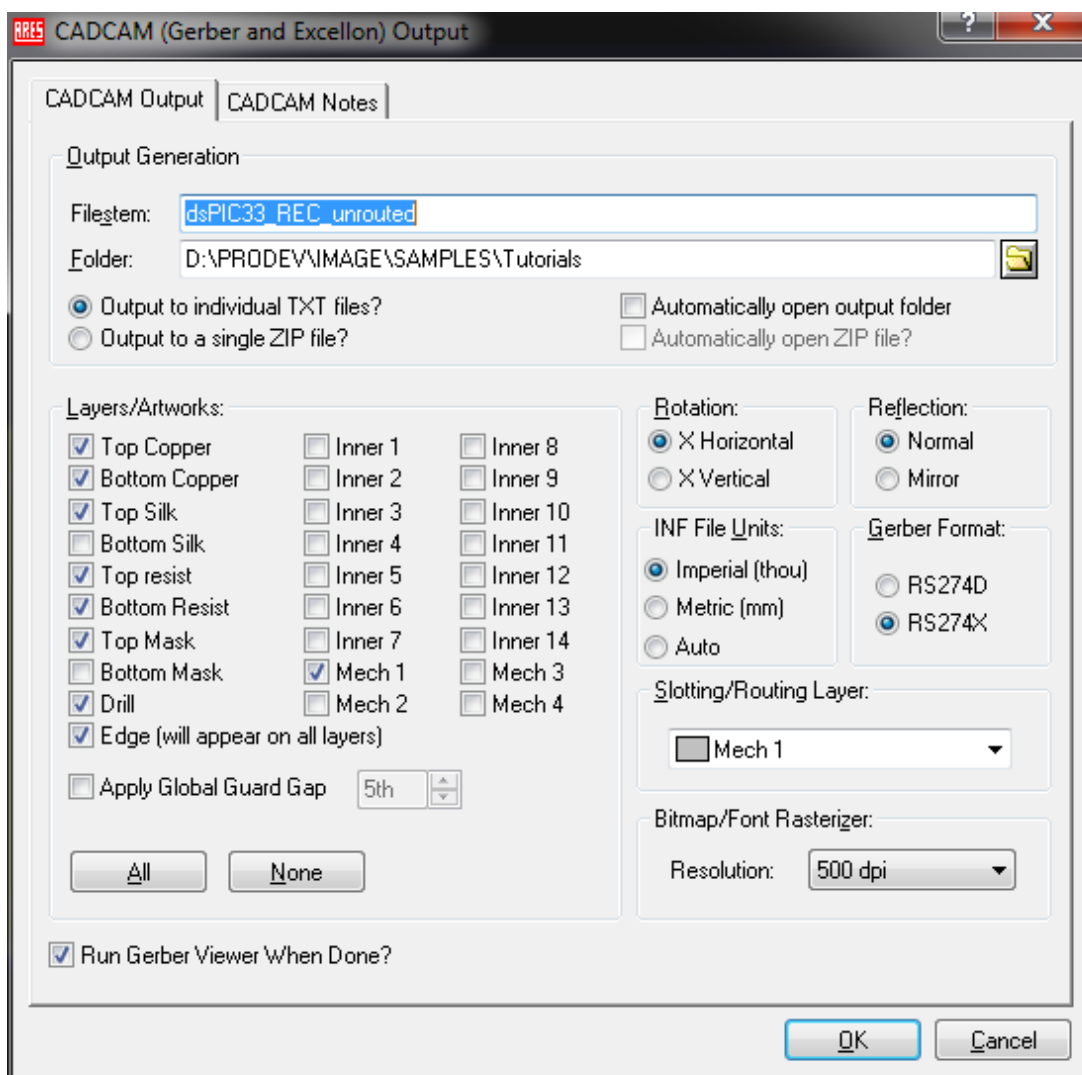 ARES CADCAM (Gerber and Excellon) Output ? X
CADCAM Output CADCAM Notes
Output Generation
Filestem: dsPIC33_REC_unrouted
Folder: D:\PRODEV\IMAGE\SAMPLES\Tutorials
Output to individual TXT files? Automatically open output folder
Output to a single ZIP file? Automatically open ZIP file?
Layers/Artworks:
Top Copper Inner 1 Inner 8
Bottom Copper Inner 2 Inner 9
Top Silk Inner 3 Inner 10
Bottom Silk Inner 4 Inner 11
Top resist Inner 5 Inner 12
Bottom Resist Inner 6 Inner 13
Top Mask Inner 7 Inner 14
Bottom Mask Mech 1 Mech 3
Drill Mech 2 Mech 4
Edge (will appear on all layers)
Apply Global Guard Gap 5th
All None
Rotation:
X Horizontal
X Vertical
Reflection:
Normal
Mirror
INF File Units:
Imperial (thou)
Metric (mm)
Auto
Gerber Format:
RS274D
RS274X
Slotting/Routing Layer:
Mech 1
Bitmap/Font Rasterizer:
Resolution: 500 dpi
Run Gerber Viewer When Done?
OK Cancel